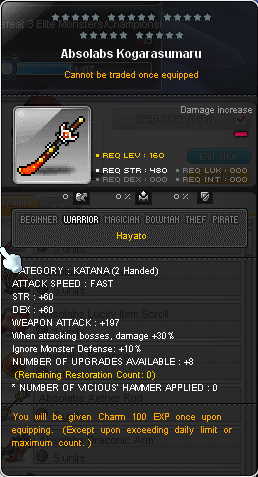 Absolabs Kogarasumaru
Cannot be traded once equipped
Damage increase
REQ LEV : 160
REQ STR : 480 REQ LUK : 000
REQ DEX : 000 REQ INT : 000
0% 0% 0%
BEGINNER WARRIOR MAGICIAN BOWMAN THIEF PIRATE
Hayato
CATEGORY : KATANA (2 Handed)
ATTACK SPEED : FAST
STR : +60
DEX : +60
WEAPON ATTACK : +197
When attacking bosses, damage +30%
Ignore Monster Defense: +10%
NUMBER OF UPGRADES AVAILABLE : +8
(Remaining Restoration Count: 0)
* NUMBER OF VICIOUS' HAMMER APPLIED : 0
You will be given Charm 100 EXP once upon
equipping. (Except upon exceeding daily limit or
maximum count. )